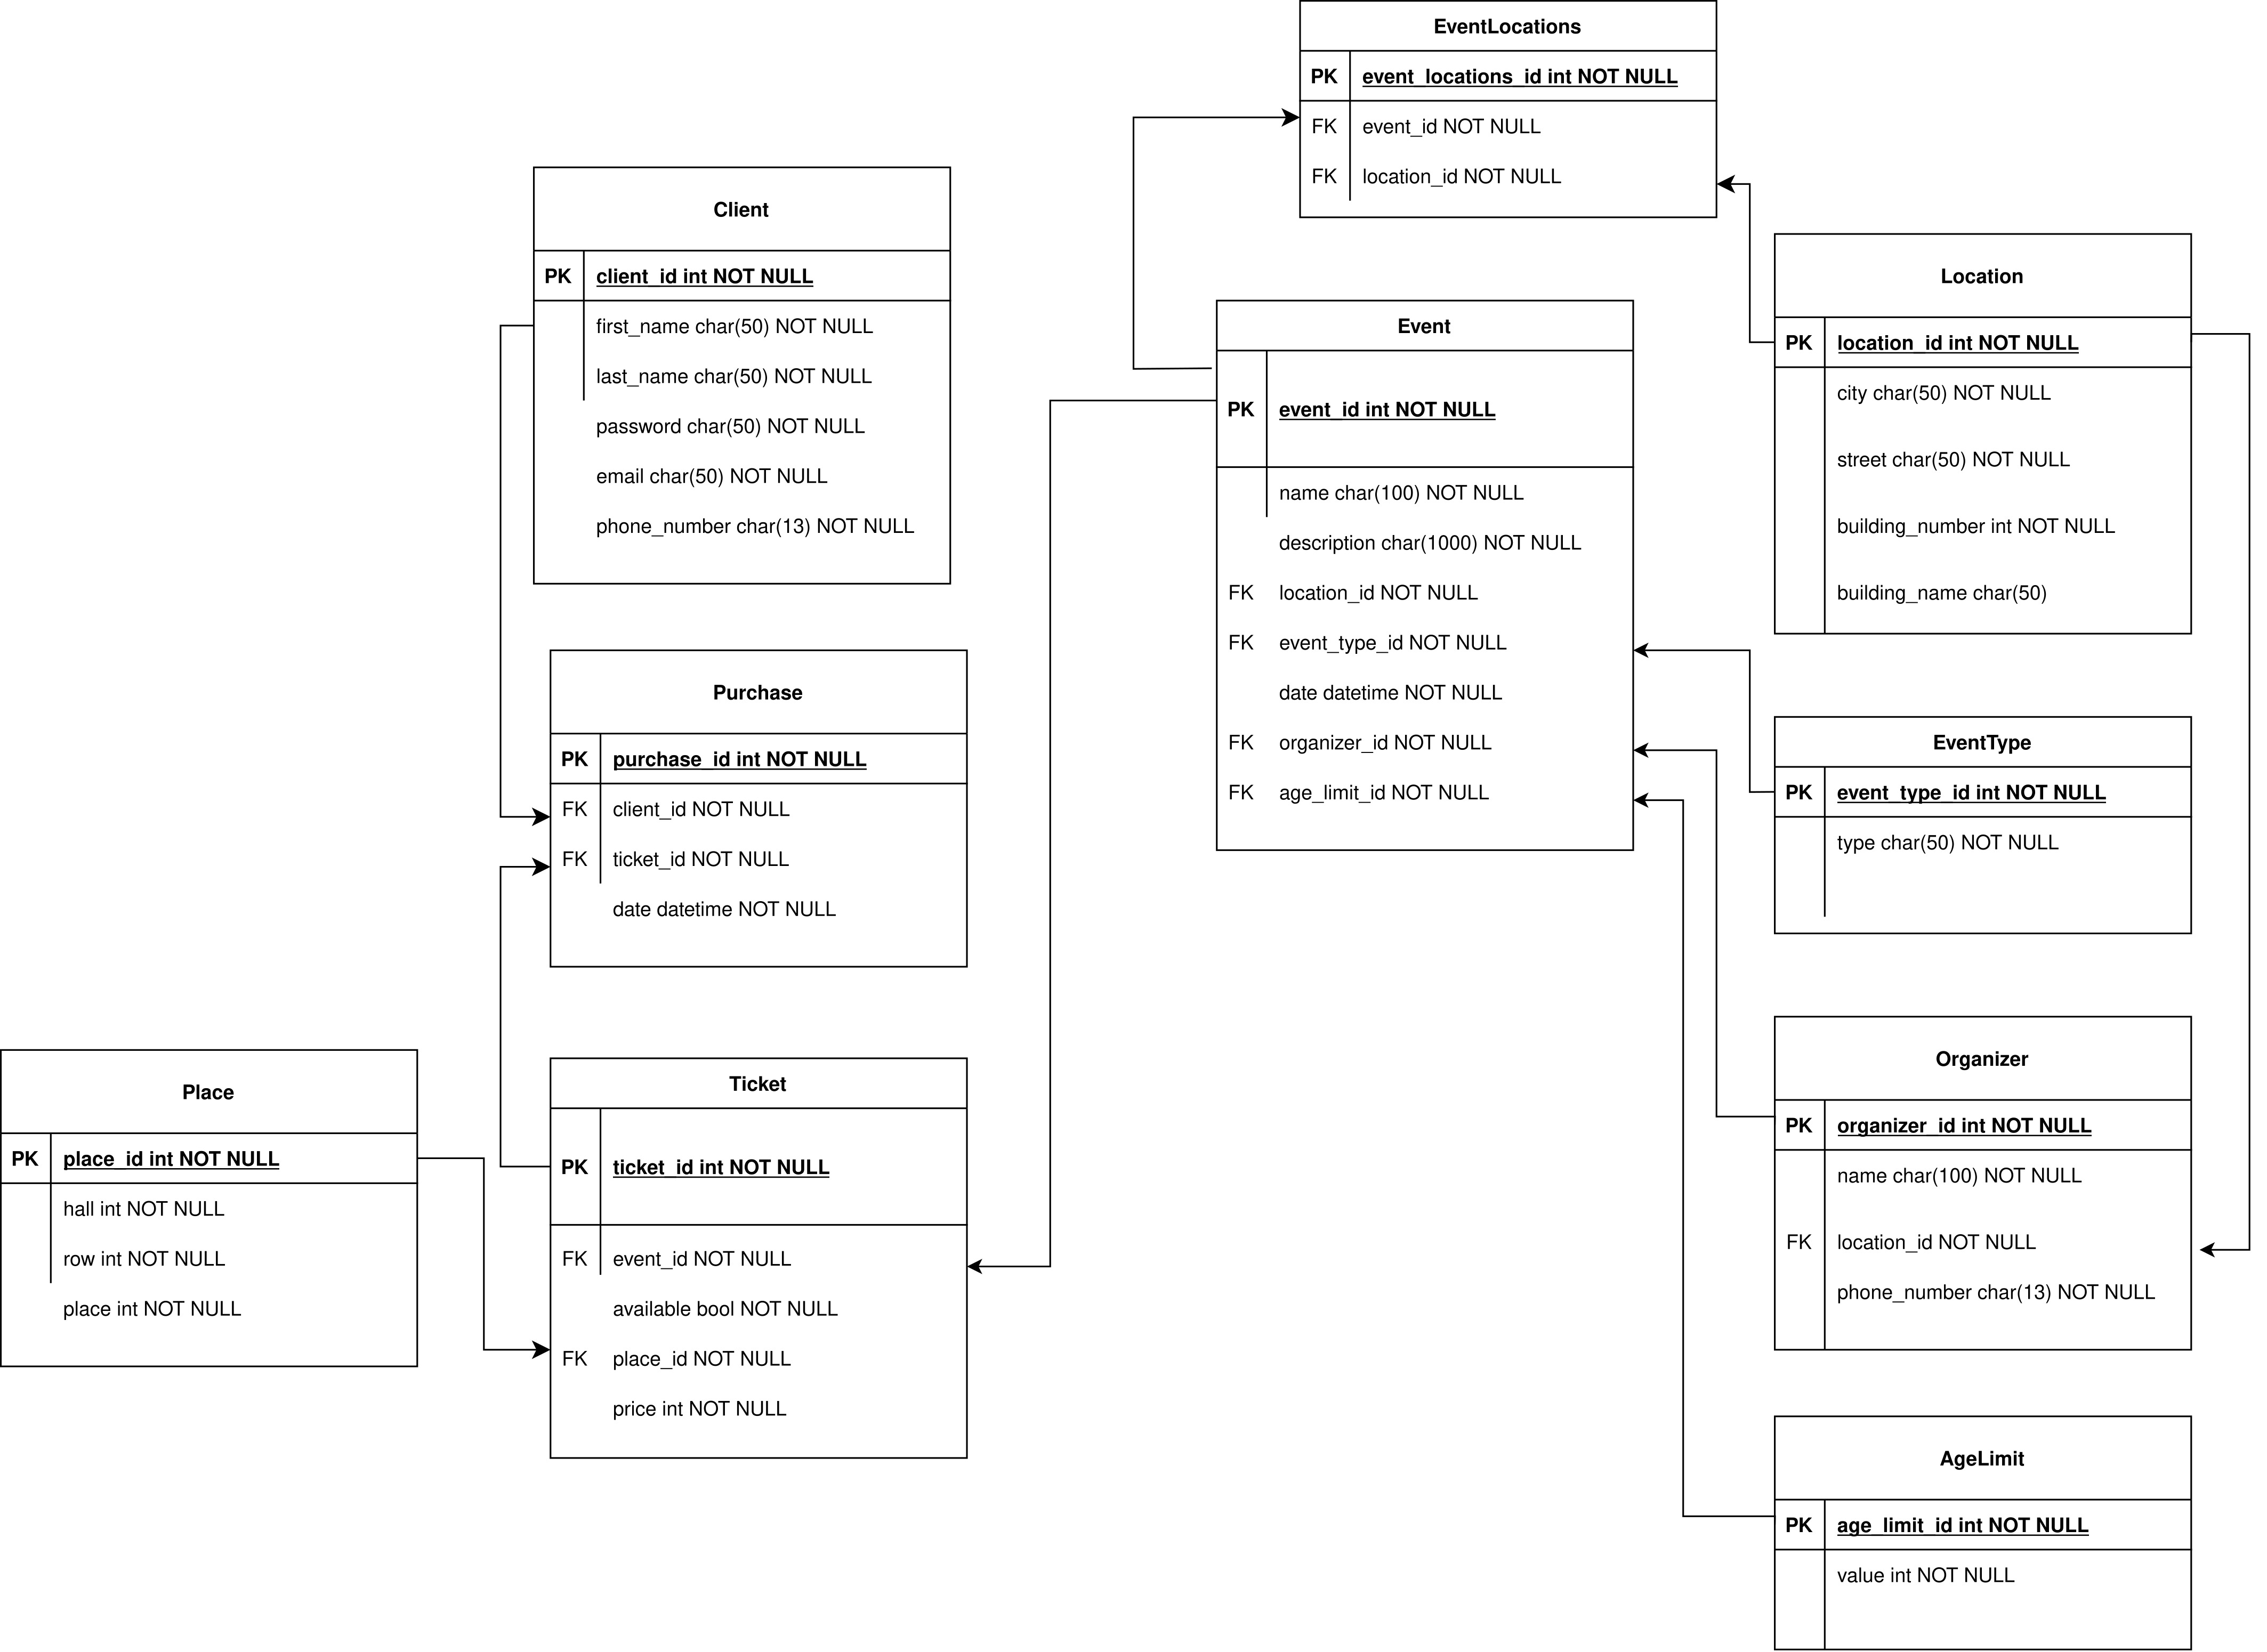 EventLocations
PK event_locations_id int NOT NULL
FK event_id NOT NULL
FK location_id NOT NULL
Client
PK client_id int NOT NULL
first_name char(50) NOT NULL
last_name char(50) NOT NULL
password char(50) NOT NULL
email char(50) NOT NULL
phone_number char(13) NOT NULL
Event
PK event_id int NOT NULL
name char(100) NOT NULL
description char(1000) NOT NULL
FK location_id NOT NULL
FK event_type_id NOT NULL
date datetime NOT NULL
FK organizer_id NOT NULL
FK age_limit_id NOT NULL
Location
PK location_id int NOT NULL
city char(50) NOT NULL
street char(50) NOT NULL
building_number int NOT NULL
building_name char(50)
Purchase
PK purchase_id int NOT NULL
FK client_id NOT NULL
FK ticket_id NOT NULL
date datetime NOT NULL
EventType
PK event_type_id int NOT NULL
type char(50) NOT NULL
Place
PK place_id int NOT NULL
hall int NOT NULL
row int NOT NULL
place int NOT NULL
Ticket
PK ticket_id int NOT NULL
FK event_id NOT NULL
available bool NOT NULL
FK place_id NOT NULL
price int NOT NULL
Organizer
PK organizer_id int NOT NULL
name char(100) NOT NULL
FK location_id NOT NULL
phone_number char(13) NOT NULL
AgeLimit
PK age_limit_id int NOT NULL
value int NOT NULL